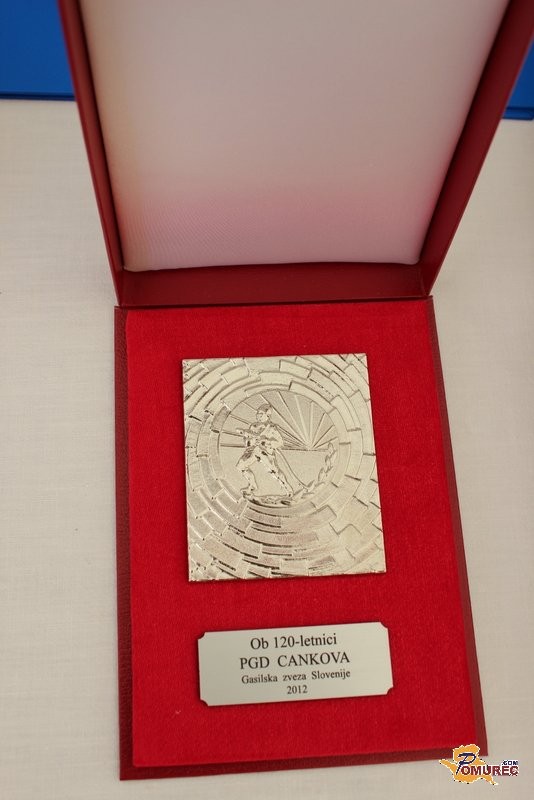 Ob 120-letnici
PGD CANKOVA
Gasilska zveza Slovenije
2012
POMUREC.COM